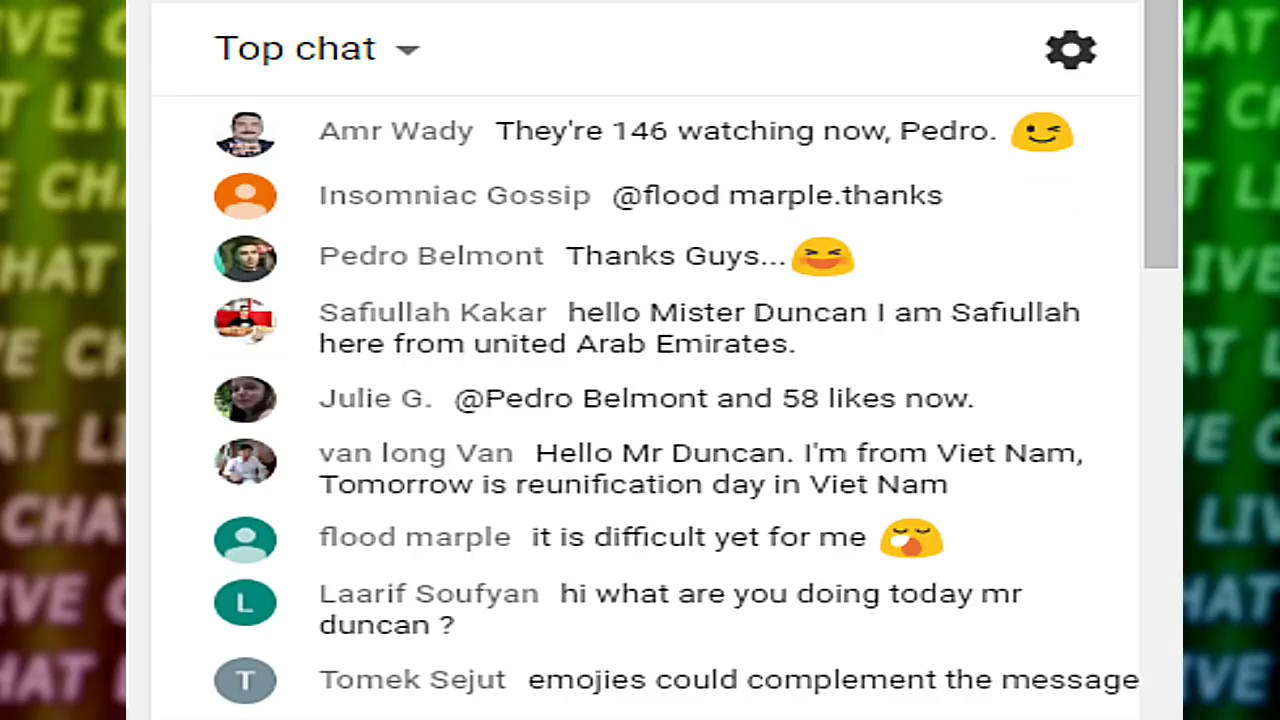 Top chat
Amr Wady They're 146 watching now, Pedro. 😉
Insomniac Gossip @flood marple.thanks
Pedro Belmont Thanks Guys...😆
Safiullah Kakar hello Mister Duncan I am Safiullah
here from united Arab Emirates.
Julie G. @Pedro Belmont and 58 likes now.
van long Van Hello Mr Duncan. I'm from Viet Nam,
Tomorrow is reunification day in Viet Nam
flood marple it is difficult yet for me 🥱
L
Laarif Soufyan hi what are you doing today mr
duncan ?
T
Tomek Sejut emojies could complement the message